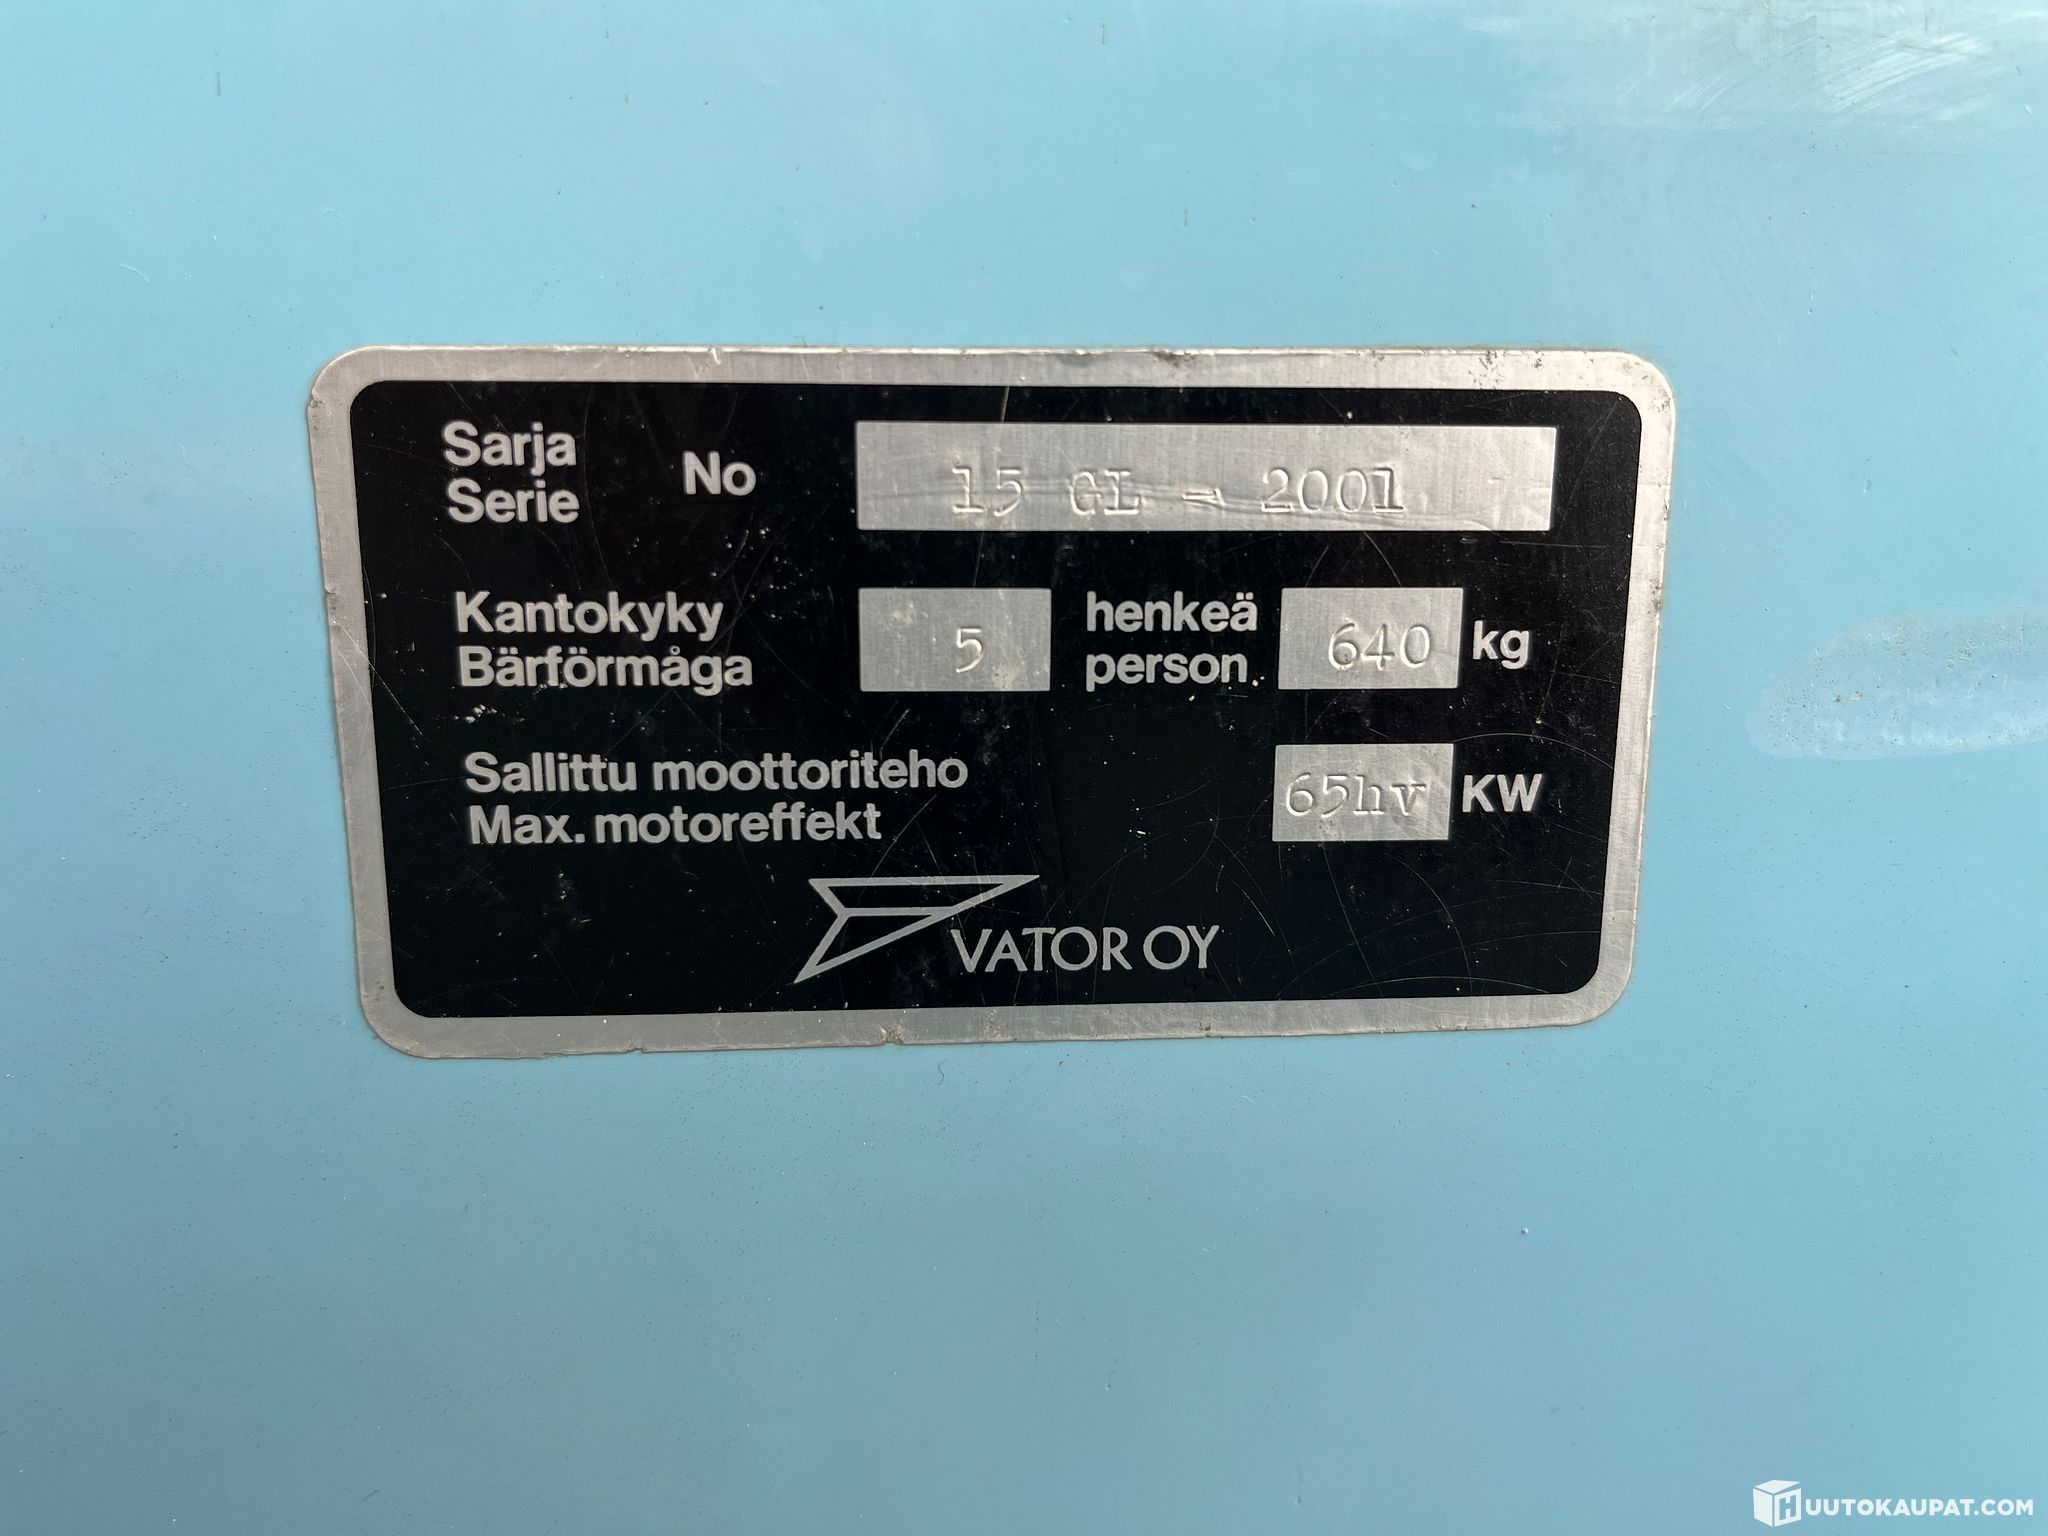 Sarja
Serie
No
15 GL - 2001
Kantokyky
Bärförmåga
5
henkeä
person.
640
kg
Sallittu moottoriteho
Max. motoreffekt
65hv
KW
VATOR OY
HUUTOKAUPAT.COM